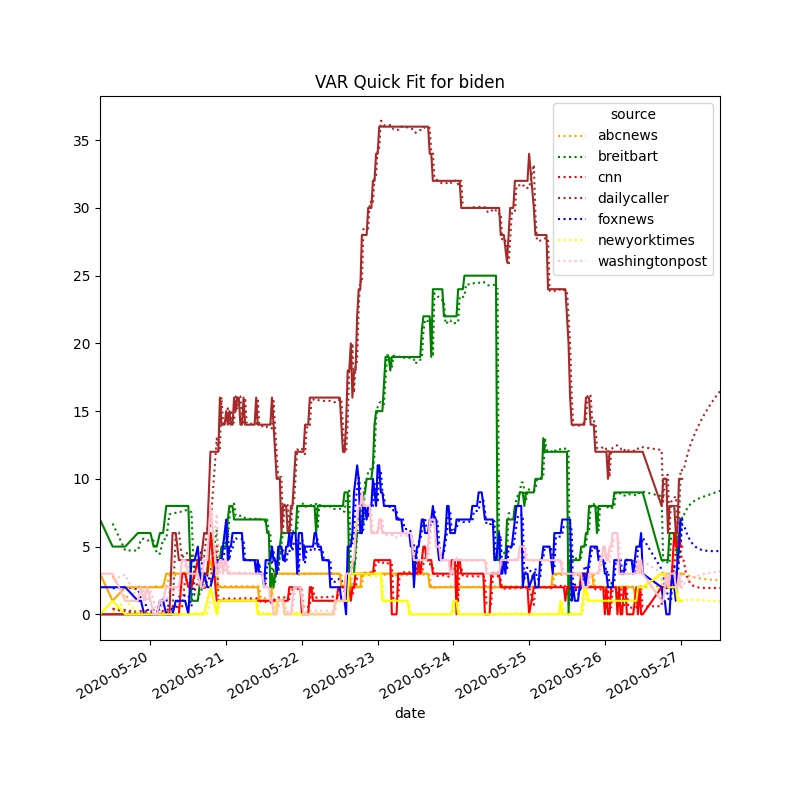 VAR Quick Fit for biden
source
abcnews
breitbart
cnn
dailycaller
foxnews
newyorktimes
washingtonpost
35
30
25
20
15
10
5
0
2020-05-20
2020-05-21
2020-05-22
2020-05-23
2020-05-24
2020-05-25
2020-05-26
2020-05-27
date